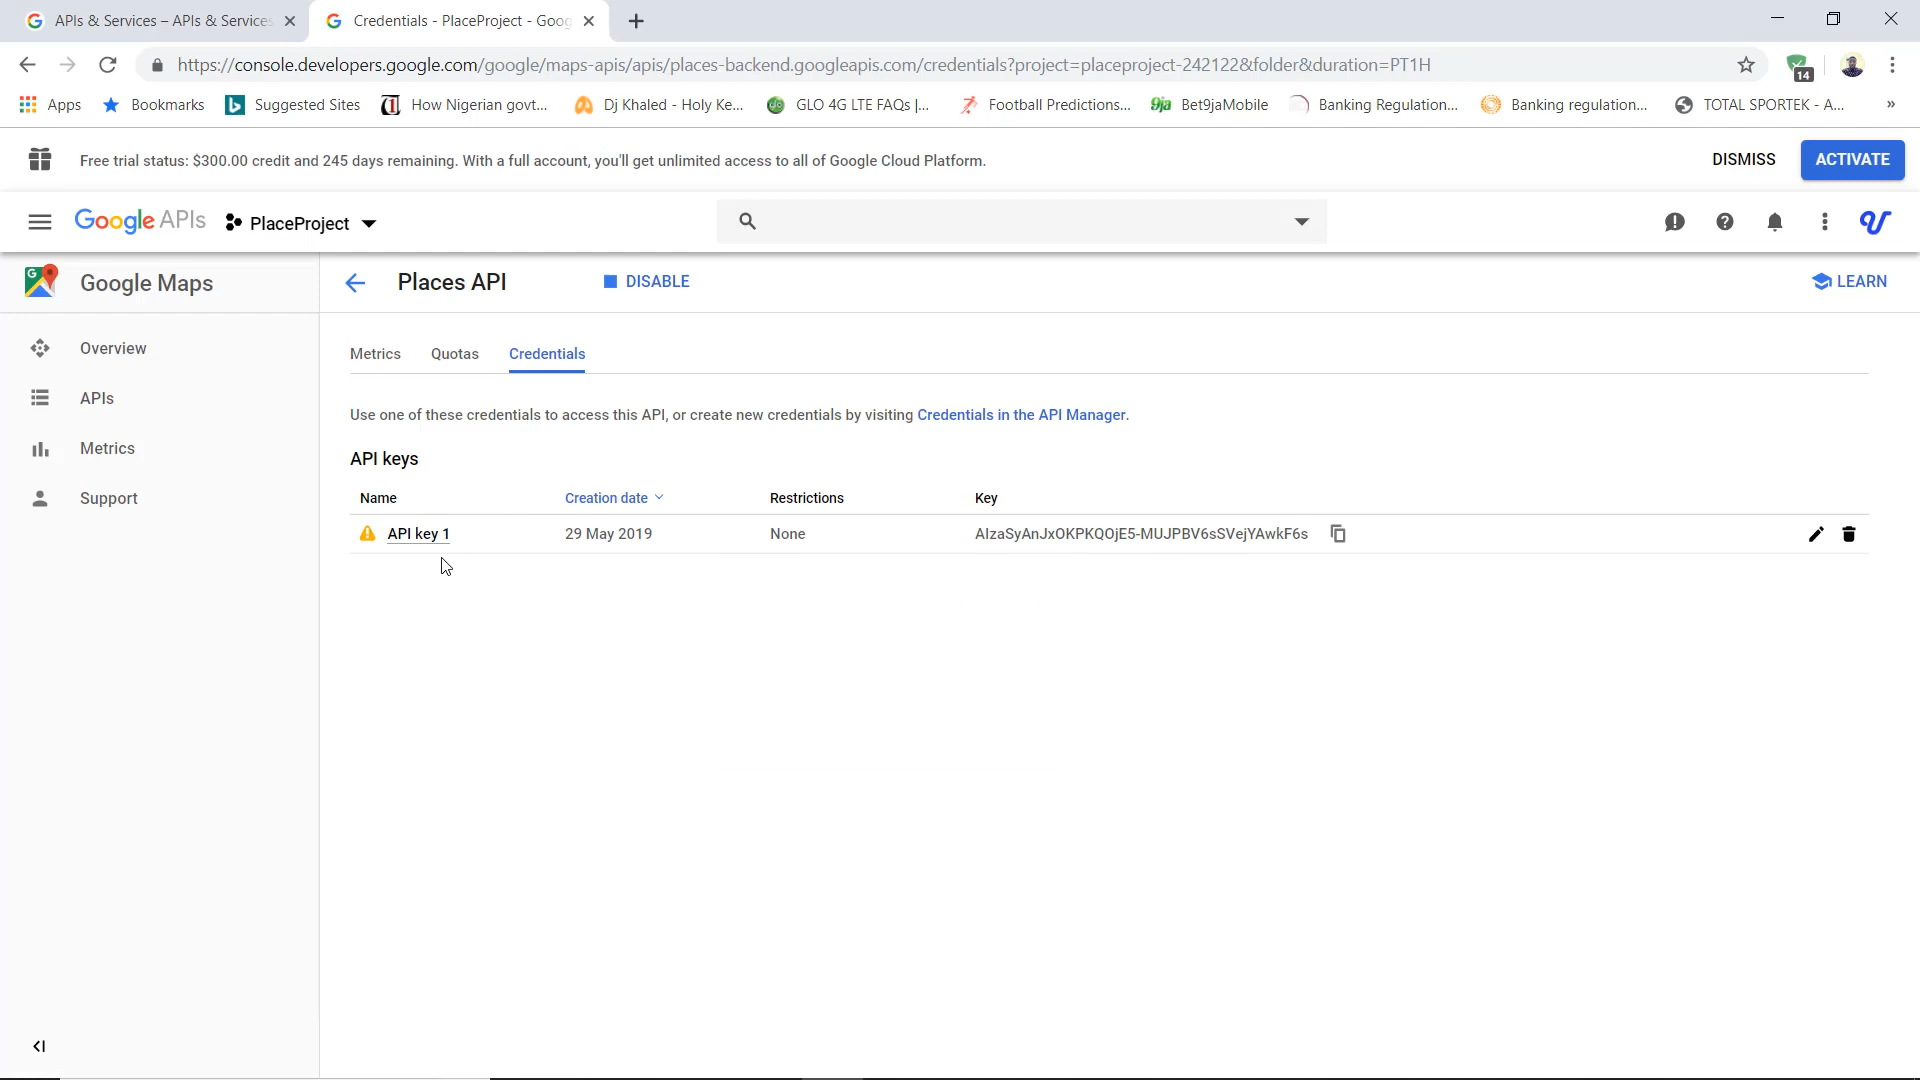 APIs & Services – APIs & Services
Credentials - PlaceProject - Goog
https://console.developers.google.com/google/maps-apis/apis/places-backend.googleapis.com/credentials?project=placeproject-242122&folder&duration=PT1H
14
Apps
Bookmarks
Suggested Sites
How Nigerian govt...
Dj Khaled - Holy Ke...
GLO 4G LTE FAQs |...
Football Predictions...
9ja Bet9jaMobile
Banking Regulation...
Banking regulation...
TOTAL SPORTEK - A...
»
Free trial status: $300.00 credit and 245 days remaining. With a full account, you'll get unlimited access to all of Google Cloud Platform.
DISMISS
ACTIVATE
Google APIs
PlaceProject
Google Maps
Places API
DISABLE
LEARN
Overview
APIs
Metrics
Support
Metrics
Quotas
Credentials
Use one of these credentials to access this API, or create new credentials by visiting Credentials in the API Manager.
API keys
Name Creation date Restrictions Key
API key 1 29 May 2019 None AIzaSyAnJxOKPKQOjE5-MUJPBV6sSVejYAwkF6s